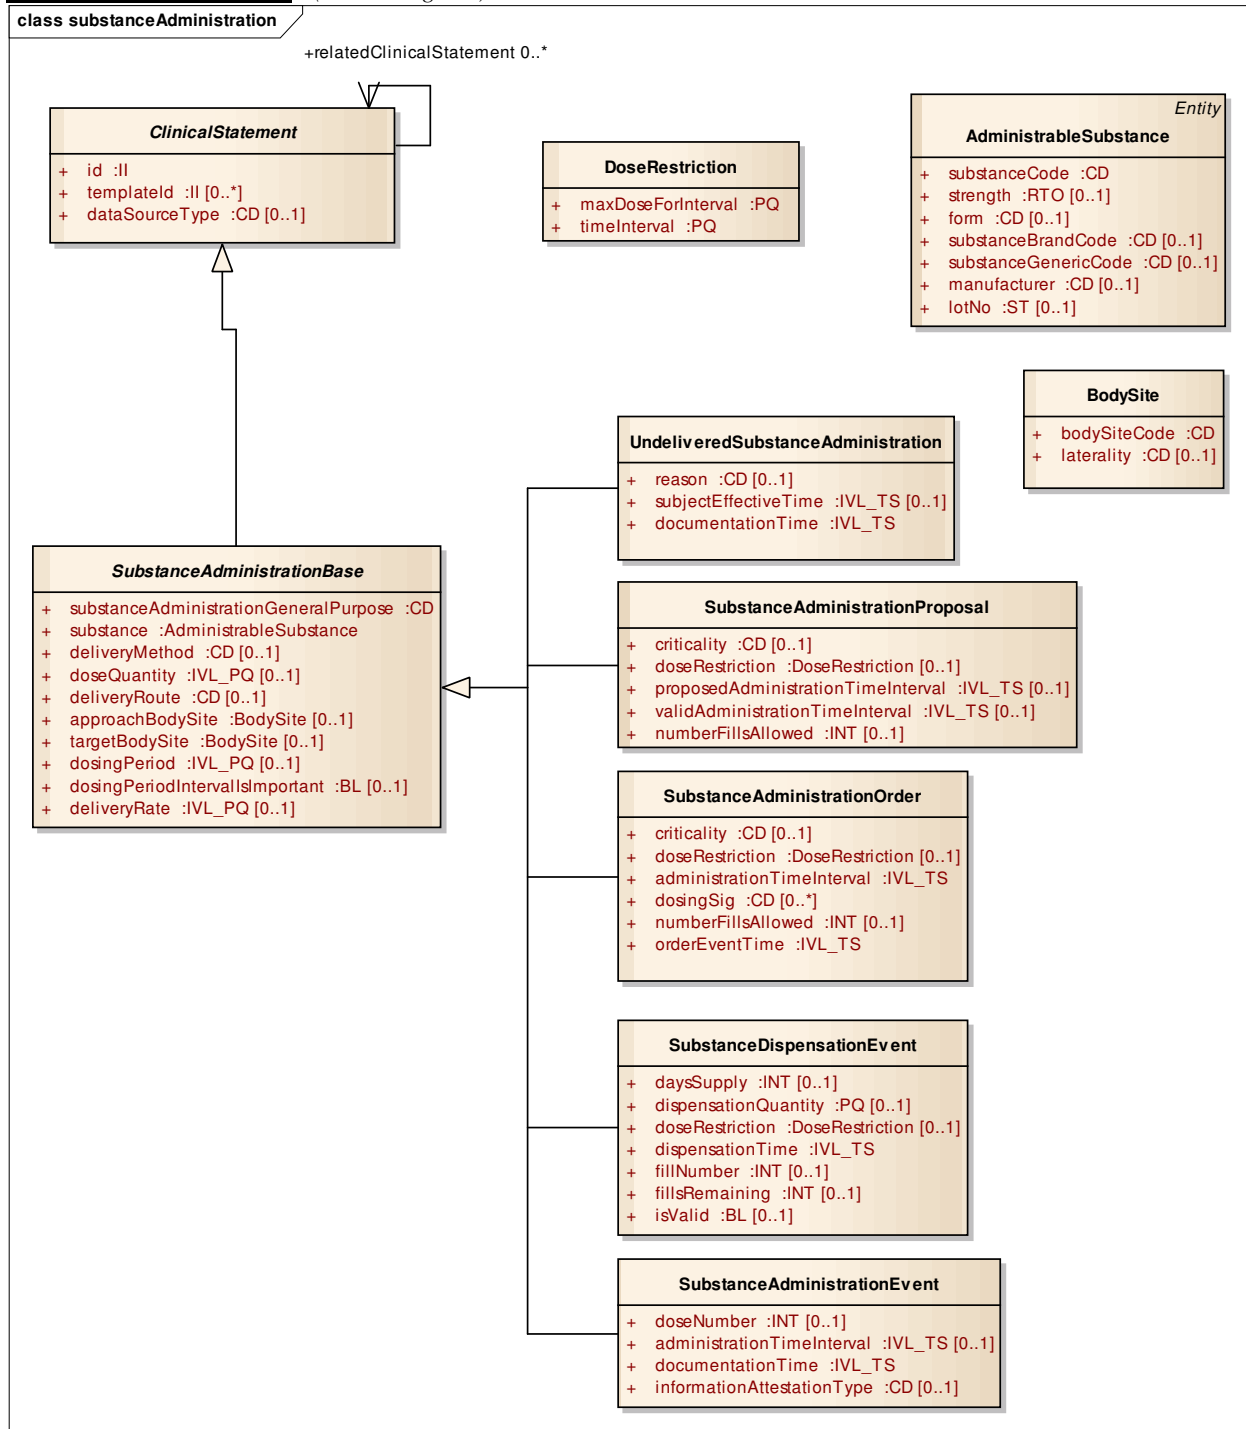 class substanceAdministration
+relatedClinicalStatement 0..*
ClinicalStatement
+ id :II
+ templateId :II [0..*]
+ dataSourceType :CD [0..1]
DoseRestriction
+ maxDoseForInterval :PQ
+ timeInterval :PQ
Entity
AdministrableSubstance
+ substanceCode :CD
+ strength :RTO [0..1]
+ form :CD [0..1]
+ substanceBrandCode :CD [0..1]
+ substanceGenericCode :CD [0..1]
+ manufacturer :CD [0..1]
+ lotNo :ST [0..1]
BodySite
+ bodySiteCode :CD
+ laterality :CD [0..1]
UndeliveredSubstanceAdministration
+ reason :CD [0..1]
+ subjectEffectiveTime :IVL_TS [0..1]
+ documentationTime :IVL_TS
SubstanceAdministrationBase
+ substanceAdministrationGeneralPurpose :CD
+ substance :AdministrableSubstance
+ deliveryMethod :CD [0..1]
+ doseQuantity :IVL_PQ [0..1]
+ deliveryRoute :CD [0..1]
+ approachBodySite :BodySite [0..1]
+ targetBodySite :BodySite [0..1]
+ dosingPeriod :IVL_PQ [0..1]
+ dosingPeriodIntervalIsImportant :BL [0..1]
+ deliveryRate :IVL_PQ [0..1]
SubstanceAdministrationProposal
+ criticality :CD [0..1]
+ doseRestriction :DoseRestriction [0..1]
+ proposedAdministrationTimeInterval :IVL_TS [0..1]
+ validAdministrationTimeInterval :IVL_TS [0..1]
+ numberFillsAllowed :INT [0..1]
SubstanceAdministrationOrder
+ criticality :CD [0..1]
+ doseRestriction :DoseRestriction [0..1]
+ administrationTimeInterval :IVL_TS
+ dosingSig :CD [0..*]
+ numberFillsAllowed :INT [0..1]
+ orderEventTime :IVL_TS
SubstanceDispensationEvent
+ daysSupply :INT [0..1]
+ dispensationQuantity :PQ [0..1]
+ doseRestriction :DoseRestriction [0..1]
+ dispensationTime :IVL_TS
+ fillNumber :INT [0..1]
+ fillsRemaining :INT [0..1]
+ isValid :BL [0..1]
SubstanceAdministrationEvent
+ doseNumber :INT [0..1]
+ administrationTimeInterval :IVL_TS [0..1]
+ documentationTime :IVL_TS
+ informationAttestationType :CD [0..1]